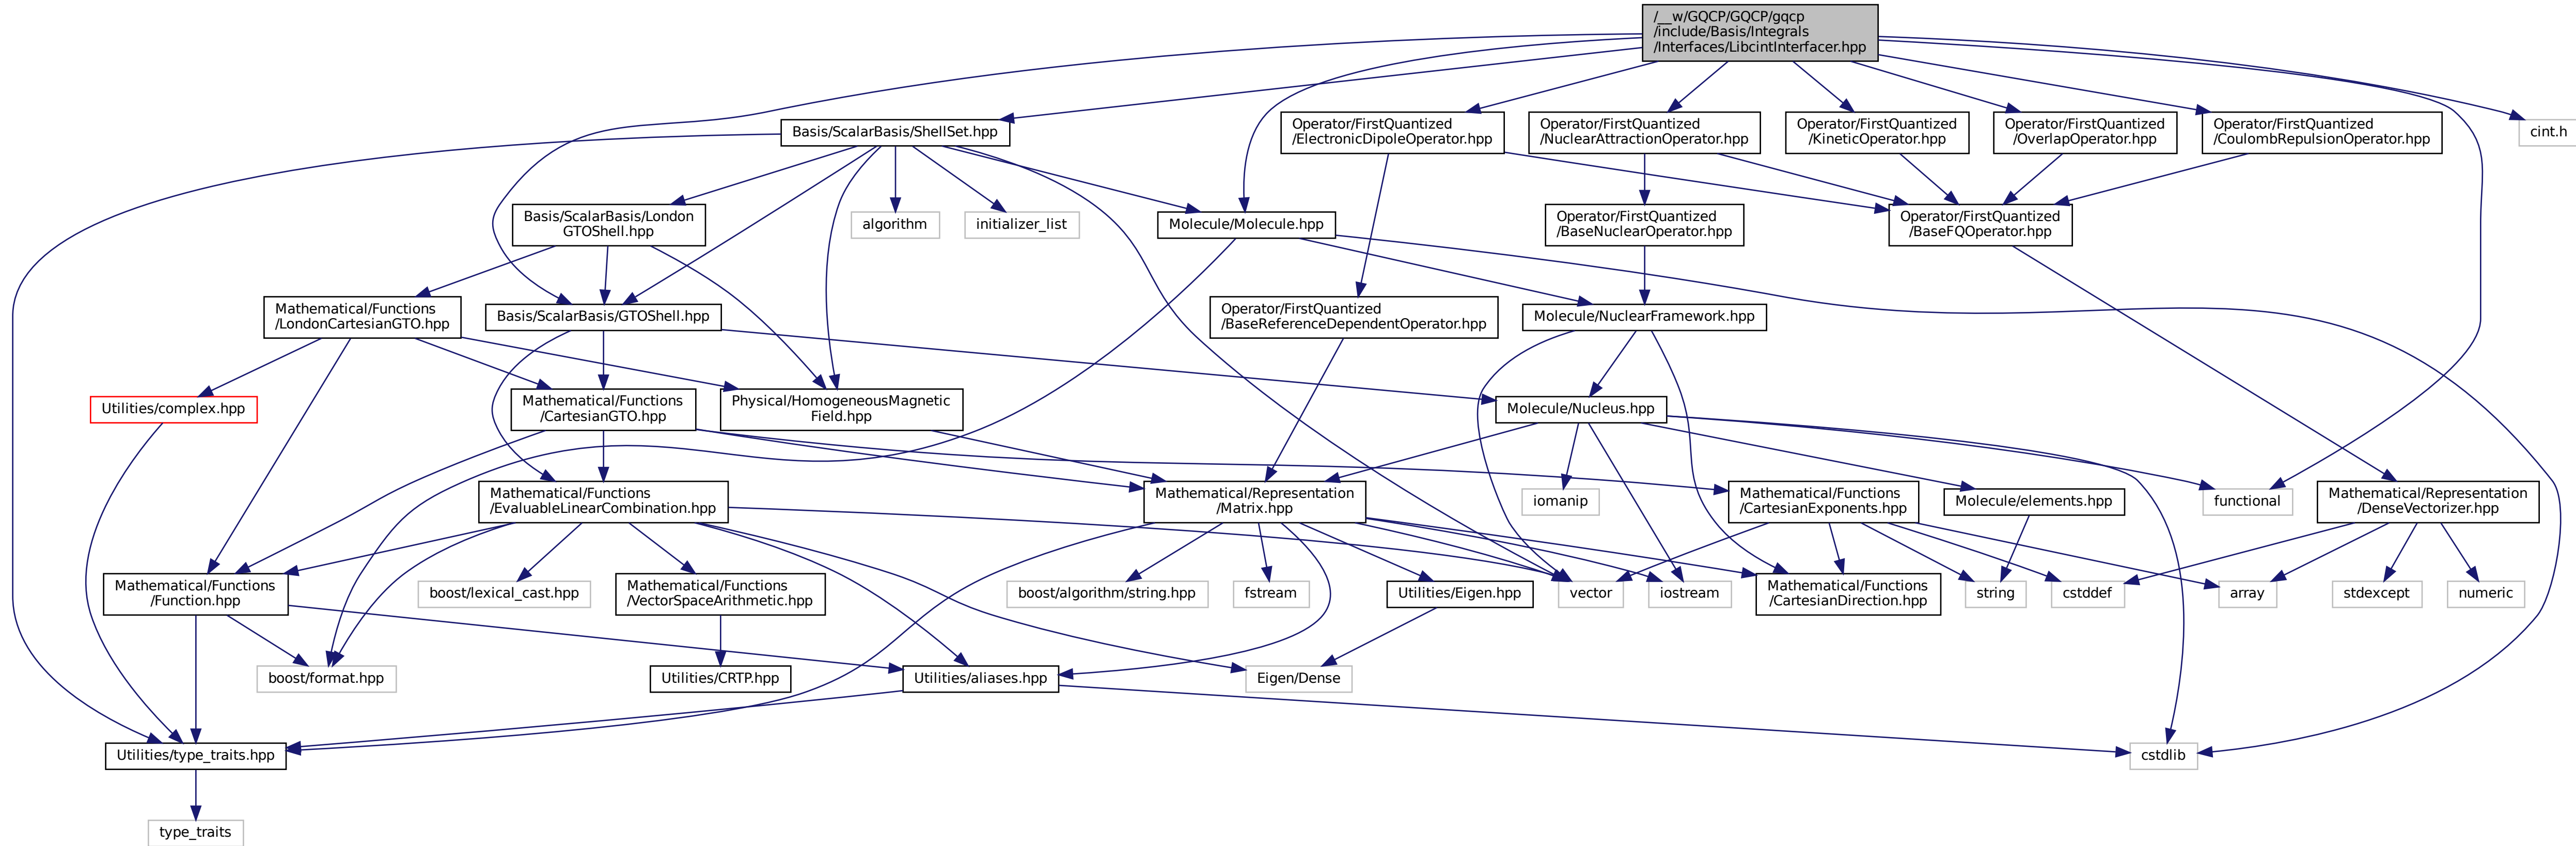 /__w/GQCP/GQCP/gqcp
/include/Basis/Integrals
/Interfaces/LibcintInterfacer.hpp
Basis/ScalarBasis/ShellSet.hpp
Operator/FirstQuantized
/ElectronicDipoleOperator.hpp
Operator/FirstQuantized
/NuclearAttractionOperator.hpp
Operator/FirstQuantized
/KineticOperator.hpp
Operator/FirstQuantized
/OverlapOperator.hpp
Operator/FirstQuantized
/CoulombRepulsionOperator.hpp
cint.h
Basis/ScalarBasis/London
GTOShell.hpp
algorithm
initializer_list
Molecule/Molecule.hpp
Operator/FirstQuantized
/BaseNuclearOperator.hpp
Operator/FirstQuantized
/BaseFQOperator.hpp
Mathematical/Functions
/LondonCartesianGTO.hpp
Basis/ScalarBasis/GTOShell.hpp
Operator/FirstQuantized
/BaseReferenceDependentOperator.hpp
Molecule/NuclearFramework.hpp
Utilities/complex.hpp
Mathematical/Functions
/CartesianGTO.hpp
Physical/HomogeneousMagnetic
Field.hpp
Molecule/Nucleus.hpp
Mathematical/Functions
/EvaluableLinearCombination.hpp
Mathematical/Representation
/Matrix.hpp
iomanip
Mathematical/Functions
/CartesianExponents.hpp
Molecule/elements.hpp
functional
Mathematical/Representation
/DenseVectorizer.hpp
Mathematical/Functions
/Function.hpp
boost/lexical_cast.hpp
Mathematical/Functions
/VectorSpaceArithmetic.hpp
boost/algorithm/string.hpp
fstream
Utilities/Eigen.hpp
vector
iostream
Mathematical/Functions
/CartesianDirection.hpp
string
cstddef
array
stdexcept
numeric
boost/format.hpp
Utilities/CRTP.hpp
Utilities/aliases.hpp
Eigen/Dense
Utilities/type_traits.hpp
cstdlib
type_traits